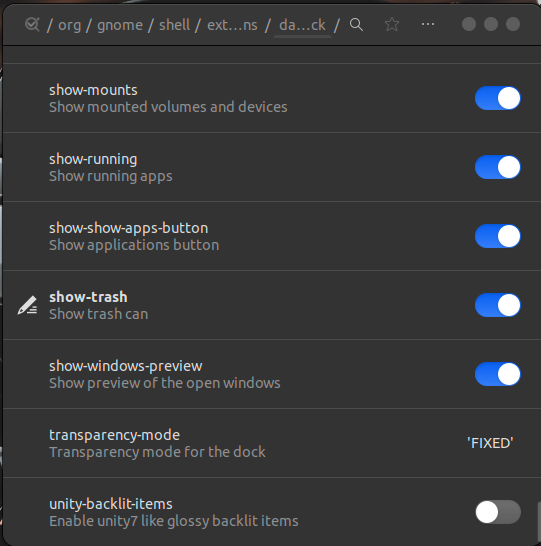 / org / gnome / shell / ext...ns / da...ck /
show-mounts
Show mounted volumes and devices
show-running
Show running apps
show-show-apps-button
Show applications button
show-trash
Show trash can
show-windows-preview
Show preview of the open windows
transparency-mode
Transparency mode for the dock
'FIXED'
unity-backlit-items
Enable unity7 like glossy backlit items